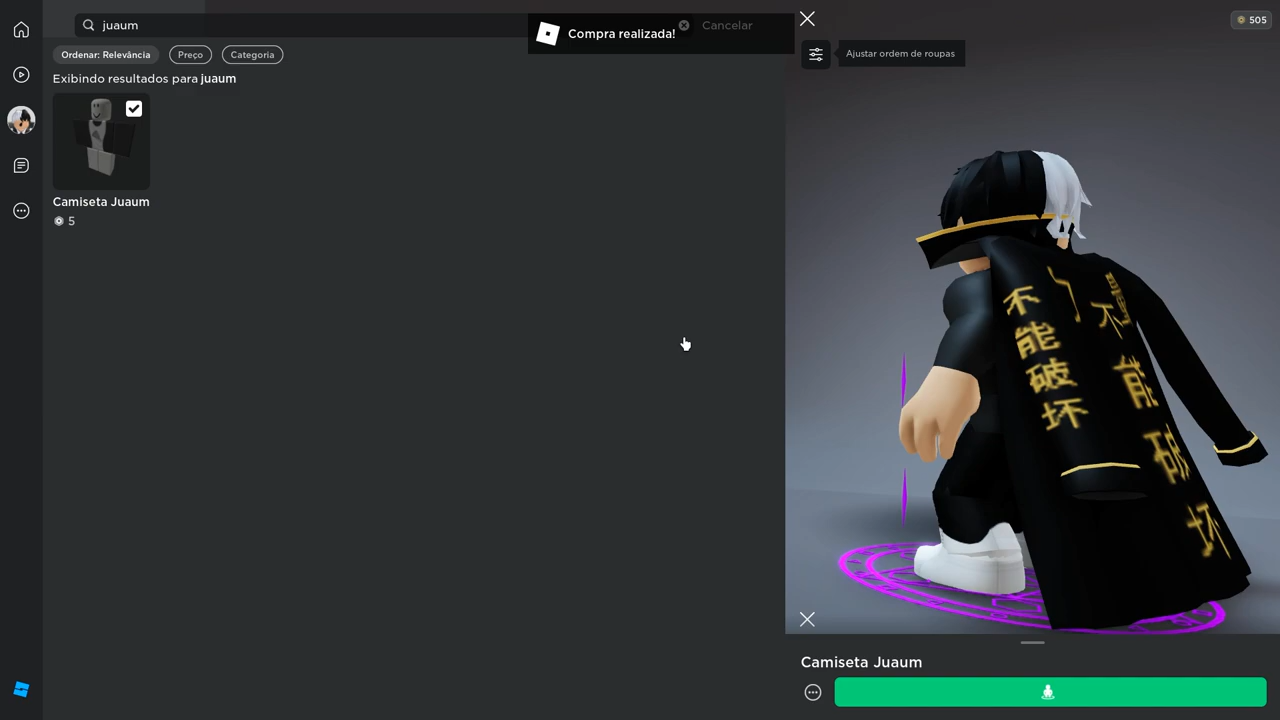 juaum
Cancelar
Compra realizada!
505
Ordenar: Relevância
Preço
Categoria
Ajustar ordem de roupas
Exibindo resultados para juaum
Camiseta Juaum
5
不能破坏
不能破坏
Camiseta Juaum